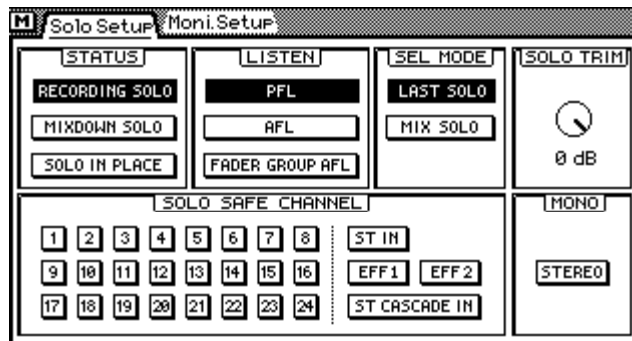 M Solo Setup Moni.Setup
STATUS LISTEN SEL MODE SOLO TRIM
RECORDING SOLO PFL LAST SOLO
MIXDOWN SOLO AFL MIX SOLO
SOLO IN PLACE FADER GROUP AFL 0 dB
SOLO SAFE CHANNEL MONO
1 2 3 4 5 6 7 8 ST IN
9 10 11 12 13 14 15 16 EFF1 EFF2 STEREO
17 18 19 20 21 22 23 24 ST CASCADE IN